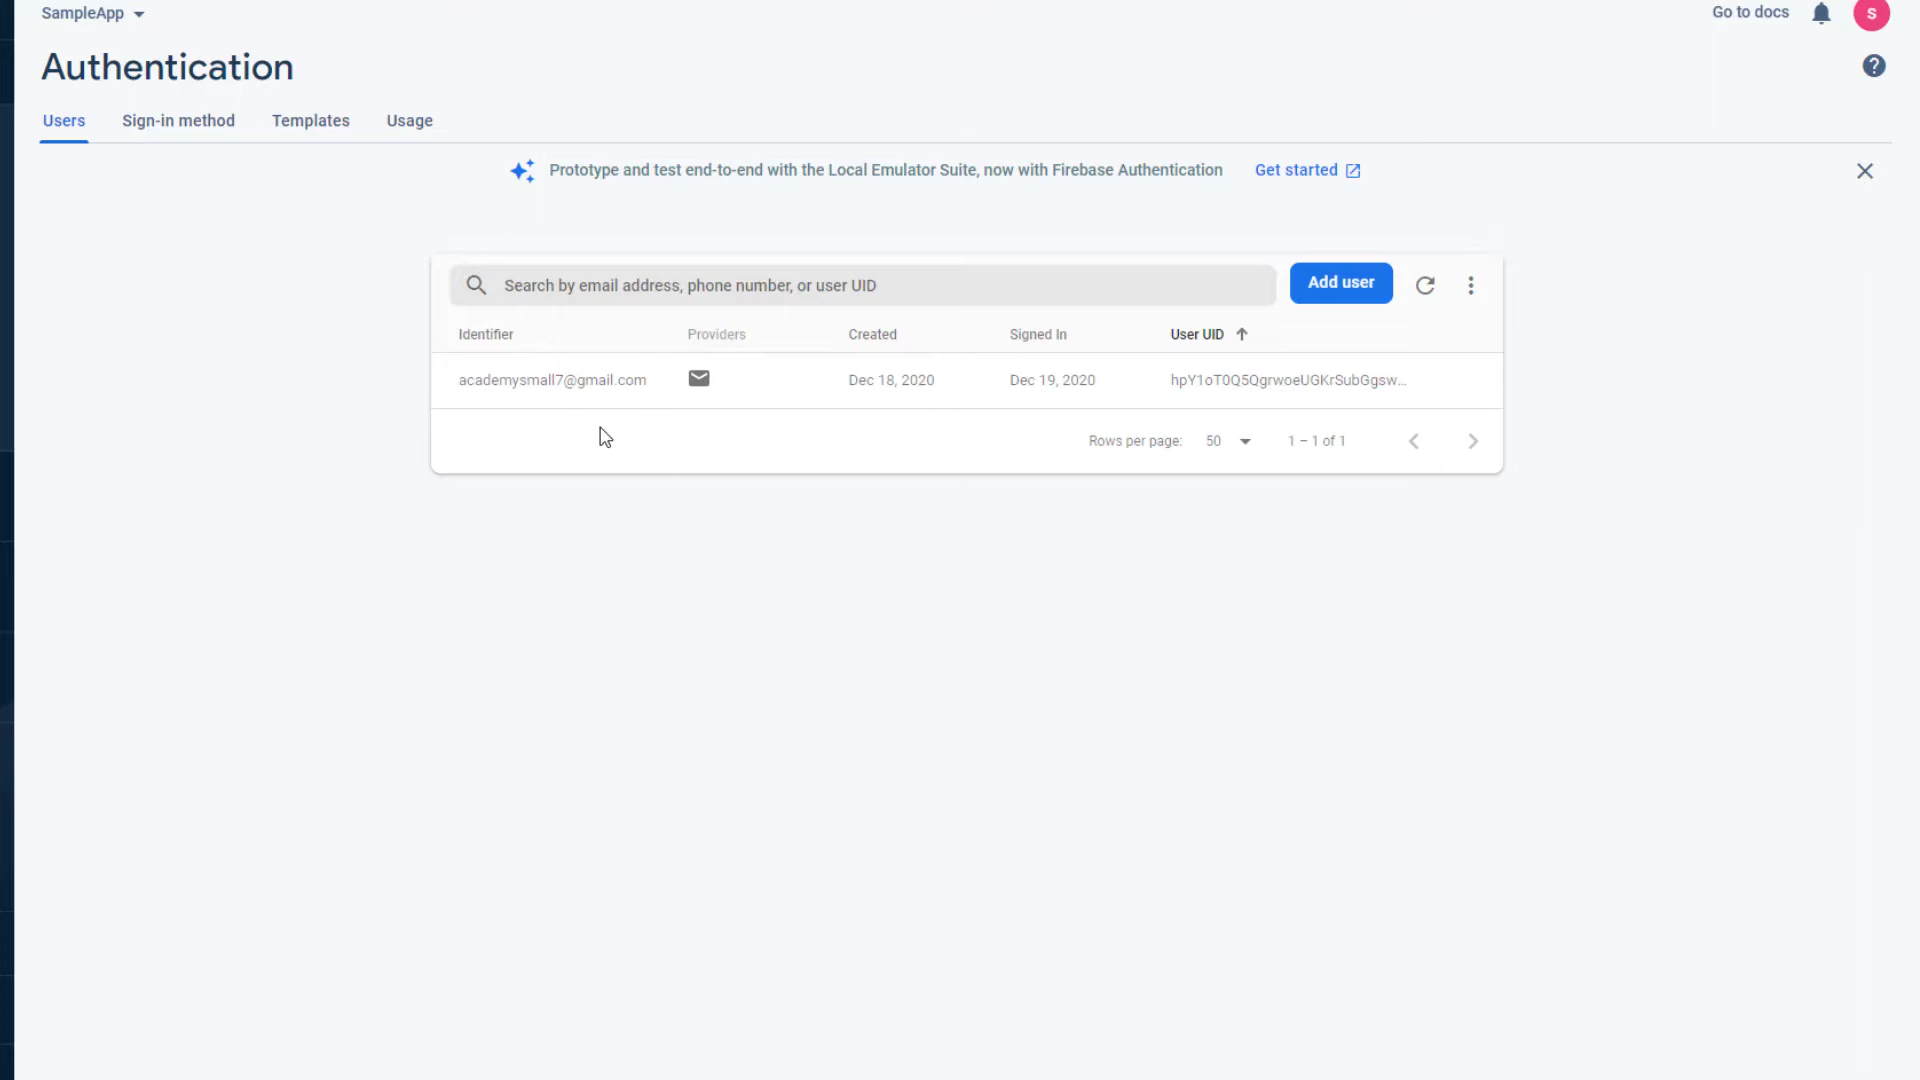 SampleApp
Go to docs
S
Authentication
Users Sign-in method Templates Usage
Prototype and test end-to-end with the Local Emulator Suite, now with Firebase Authentication Get started
Search by email address, phone number, or user UID Add user
Identifier Providers Created Signed In User UID
academysmall7@gmail.com Dec 18, 2020 Dec 19, 2020 hpY1oT0Q5QgrwoeUGKrSubGgsw...
Rows per page: 50 1 – 1 of 1